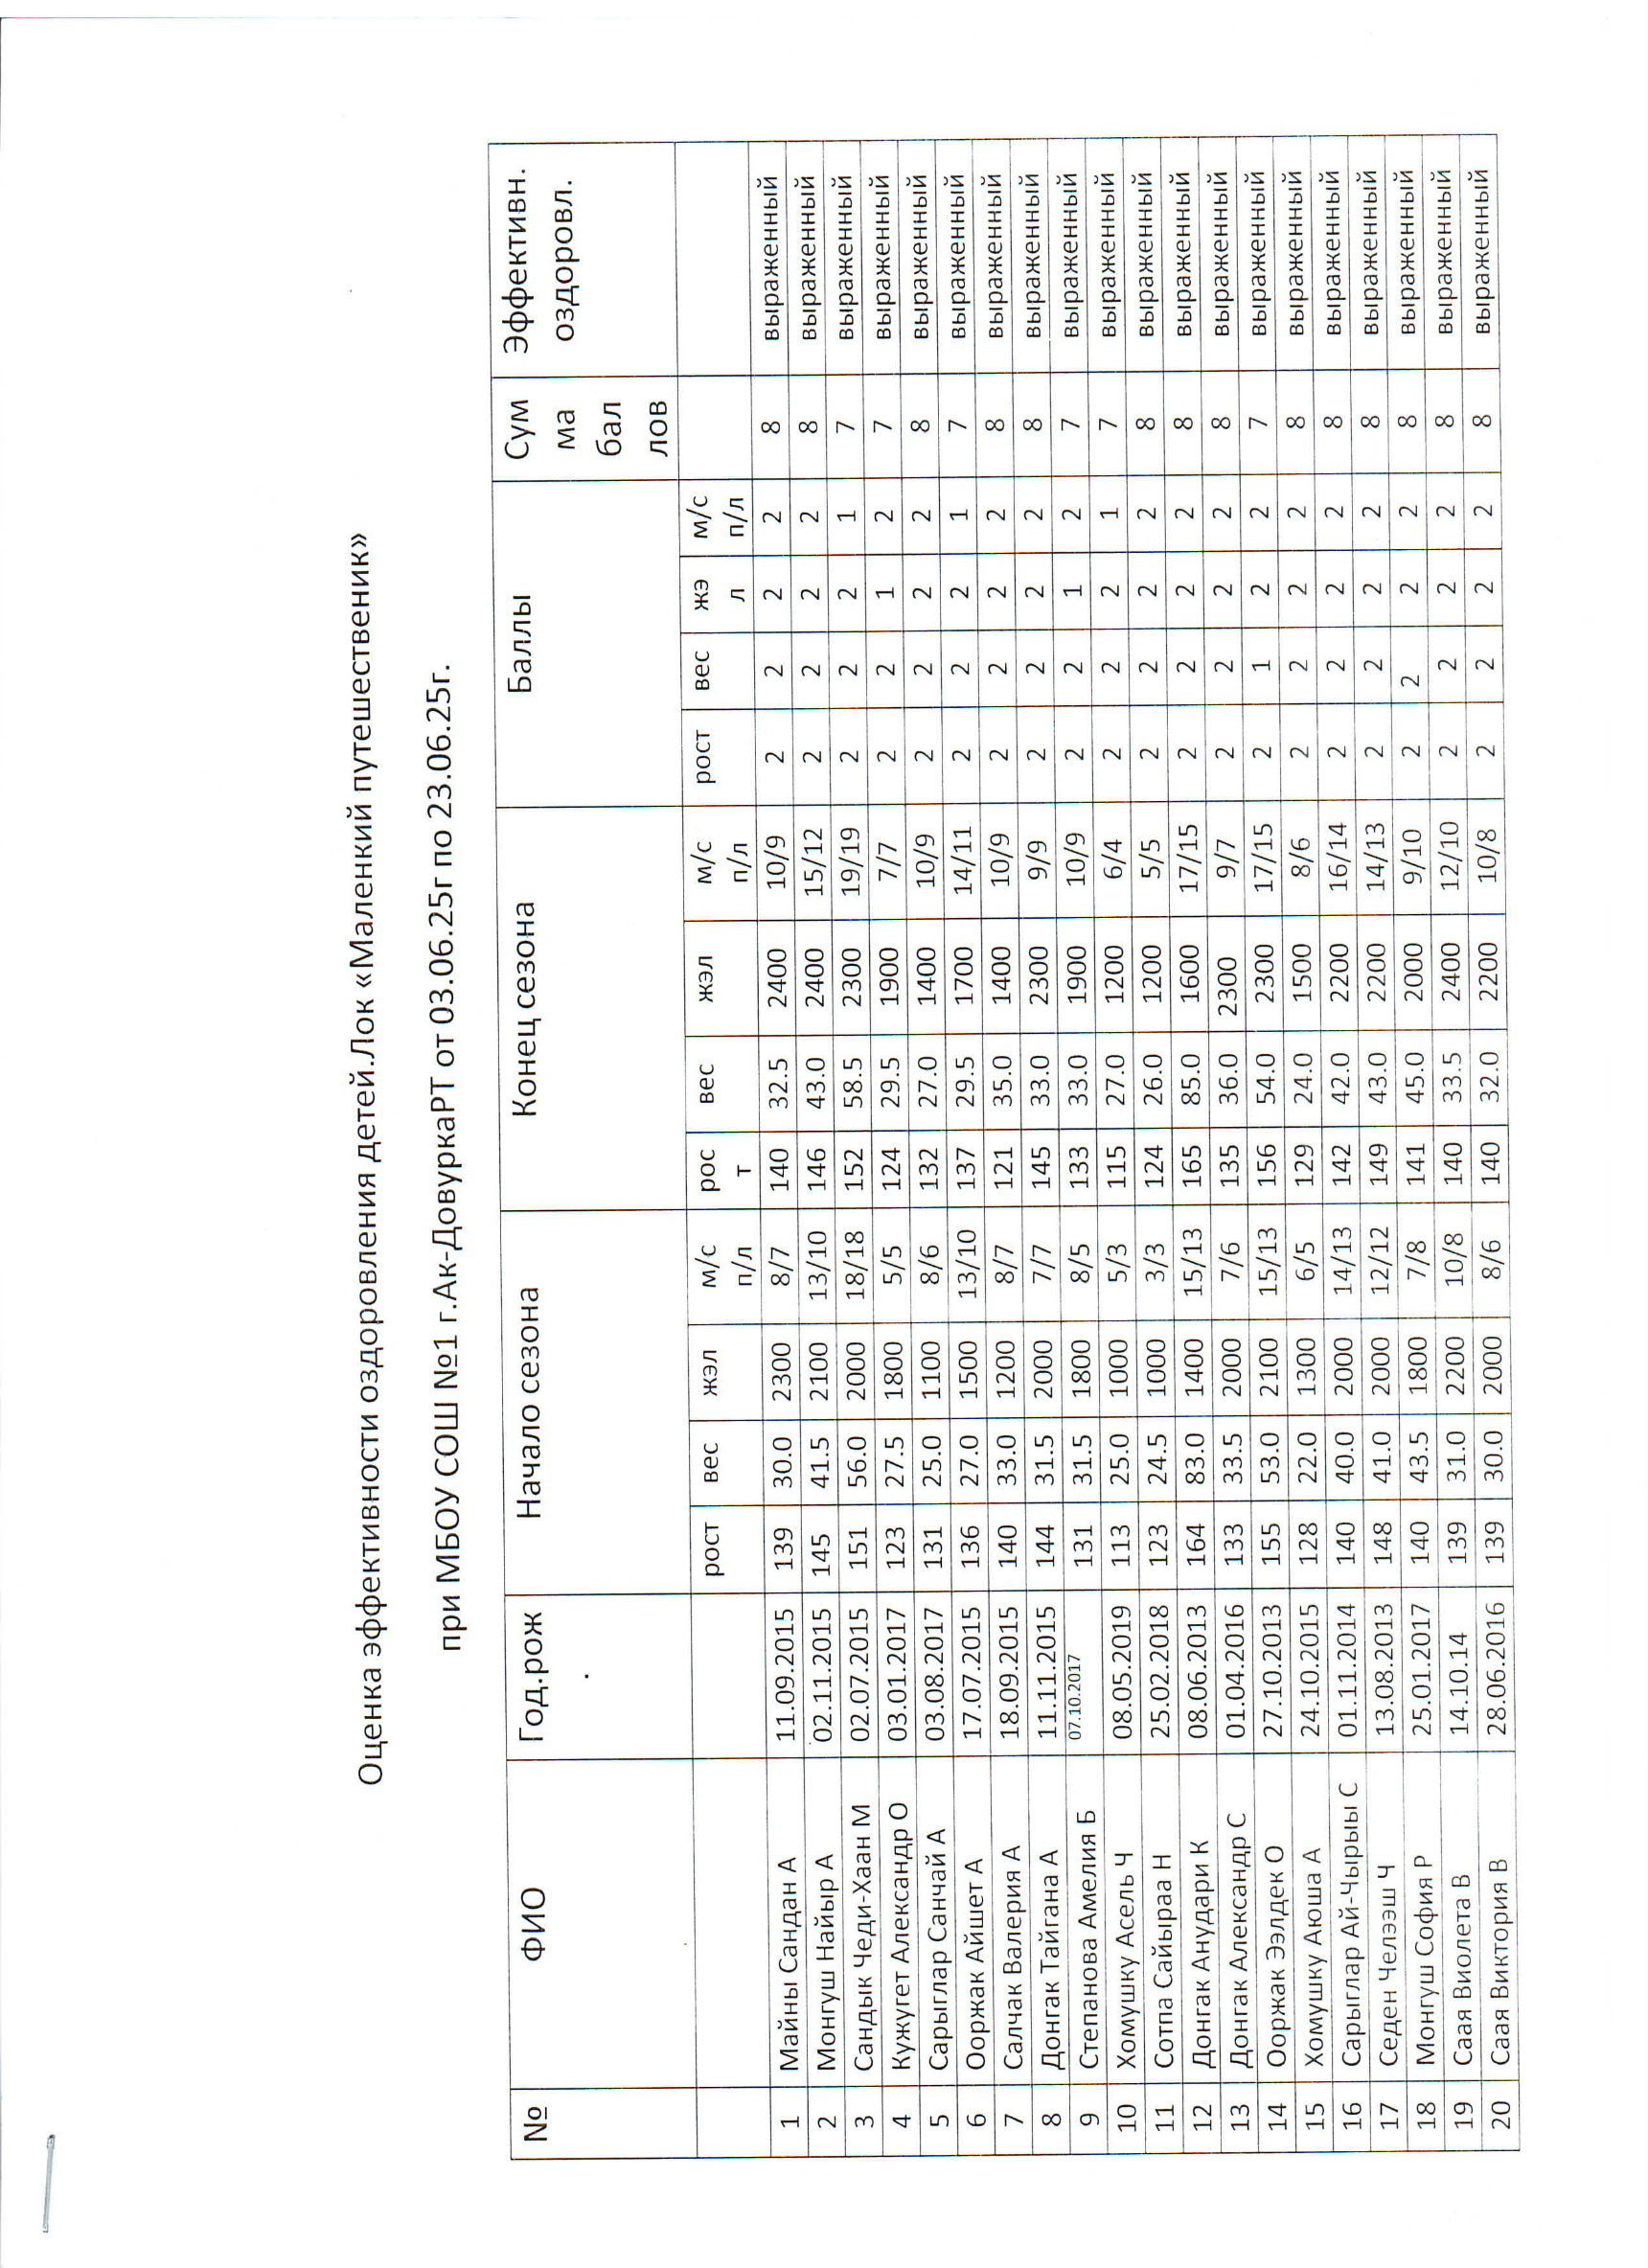 Оценка эффективности оздоровления детей.Лок «Маленкий путешественик»
при МБОУ СОШ №1 г.Ак-ДовуркаРТ от 03.06.25г по 23.06.25г.
№ ФИО Год.рож. Начало сезона Конец сезона Баллы Сум ма бал лов Эффективн. оздоровл.
рост вес жэл м/с п/л рос т вес жэл м/с п/л рост вес жэ л м/с п/л
1 Майны Сандан А 11.09.2015 139 30.0 2300 8/7 140 32.5 2400 10/9 2 2 2 2 8 выраженный
2 Монгуш Найыр А 02.11.2015 145 41.5 2100 13/10 146 43.0 2400 15/12 2 2 2 2 8 выраженный
3 Сандык Чеди-Хаан М 02.07.2015 151 56.0 2000 18/18 152 58.5 2300 19/19 2 2 2 1 7 выраженный
4 Кужугет Александр О 03.01.2017 123 27.5 1800 5/5 124 29.5 1900 7/7 2 2 1 2 7 выраженный
5 Сарыглар Санчай А 03.08.2017 131 25.0 1100 8/6 132 27.0 1400 10/9 2 2 2 2 8 выраженный
6 Ооржак Айшет А 17.07.2015 136 27.0 1500 13/10 137 29.5 1700 14/11 2 2 2 1 7 выраженный
7 Салчак Валерия А 18.09.2015 140 33.0 1200 8/7 121 35.0 1400 10/9 2 2 2 2 8 выраженный
8 Донгак Тайгана А 11.11.2015 144 31.5 2000 7/7 145 33.0 2300 9/9 2 2 2 2 8 выраженный
9 Степанова Амелия Б 07.10.2017 131 31.5 1800 8/5 133 33.0 1900 10/9 2 2 1 2 7 выраженный
10 Хомушку Асель Ч 08.05.2019 113 25.0 1000 5/3 115 27.0 1200 6/4 2 2 2 1 7 выраженный
11 Сотпа Сайыраа Н 25.02.2018 123 24.5 1000 3/3 124 26.0 1200 5/5 2 2 2 2 8 выраженный
12 Донгак Анудари К 08.06.2013 164 83.0 1400 15/13 165 85.0 1600 17/15 2 2 2 2 8 выраженный
13 Донгак Александр С 01.04.2016 133 33.5 2000 7/6 135 36.0 2300 9/7 2 2 2 2 8 выраженный
14 Ооржак Ээлдек О 27.10.2013 155 53.0 2100 15/13 156 54.0 2300 17/15 2 1 2 2 7 выраженный
15 Хомушку Аюша А 24.10.2015 128 22.0 1300 6/5 129 24.0 1500 8/6 2 2 2 2 8 выраженный
16 Сарыглар Ай-Чырыы С 01.11.2014 140 40.0 2000 14/13 142 42.0 2200 16/14 2 2 2 2 8 выраженный
17 Седен Челээш Ч 13.08.2013 148 41.0 2000 12/12 149 43.0 2200 14/13 2 2 2 2 8 выраженный
18 Монгуш София Р 25.01.2017 140 43.5 1800 7/8 141 45.0 2000 9/10 2 2 2 2 8 выраженный
19 Саая Виолета В 14.10.14 139 31.0 2200 10/8 140 33.5 2400 12/10 2 2 2 2 8 выраженный
20 Саая Виктория В 28.06.2016 139 30.0 2000 8/6 140 32.0 2200 10/8 2 2 2 2 8 выраженный